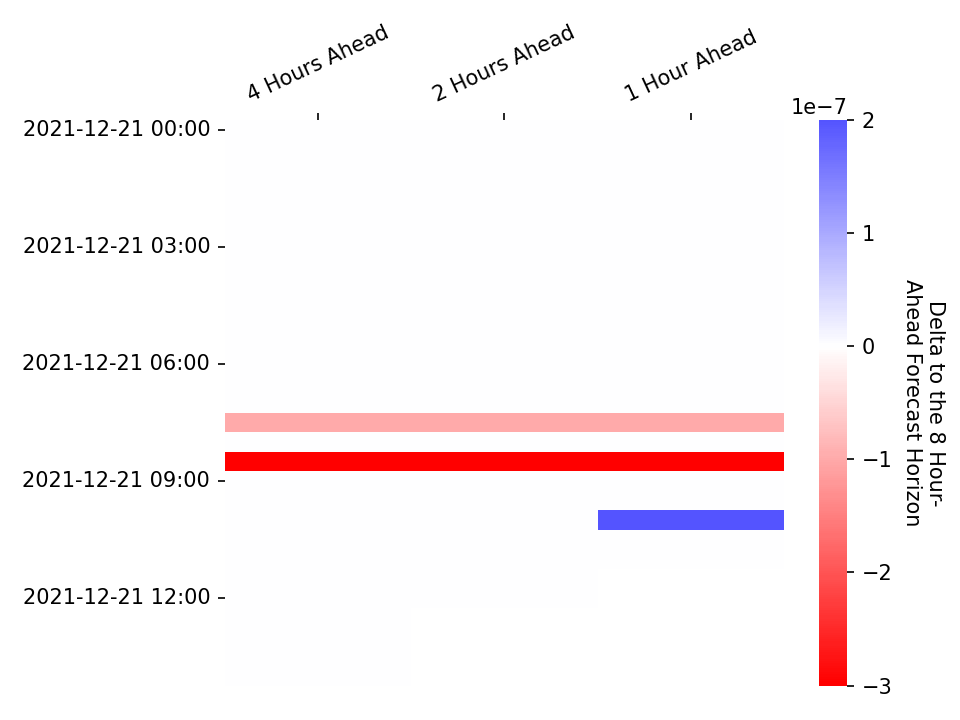 4 Hours Ahead
2 Hours Ahead
1 Hour Ahead
1e−7
2021-12-21 00:00
2021-12-21 03:00
2021-12-21 06:00
2021-12-21 09:00
2021-12-21 12:00
2
1
0
−1
−2
−3
Delta to the 8 Hour-
Ahead Forecast Horizon